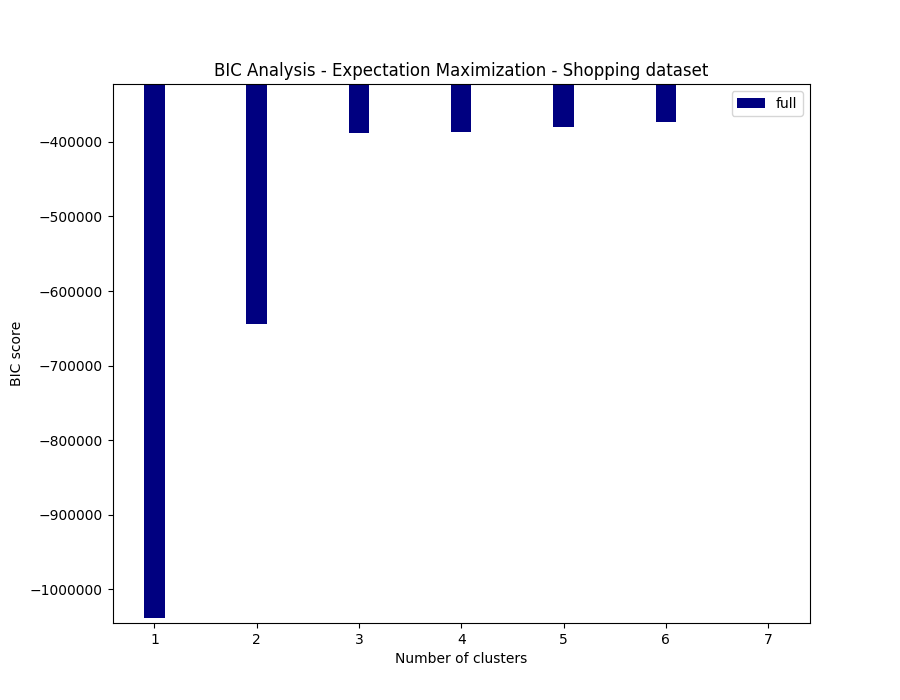 BIC Analysis - Expectation Maximization - Shopping dataset
full
−400000
−500000
−600000
−700000
−800000
−900000
−1000000
BIC score
1 2 3 4 5 6 7
Number of clusters